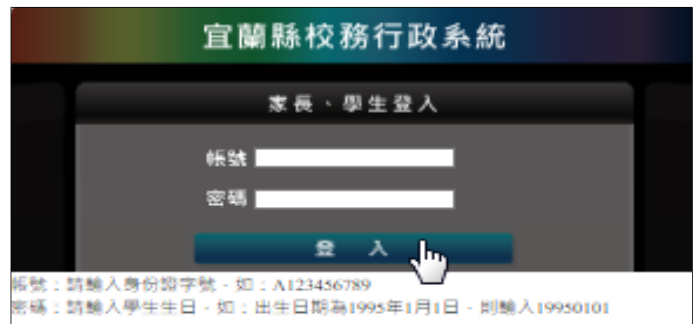 宜蘭縣校務行政系統
家長、學生登入
帳號
密碼
登 入
帳號：請輸入身份證字號，如：A123456789
密碼：請輸入學生生日，如：出生日期為1995年1月1日，則輸入19950101